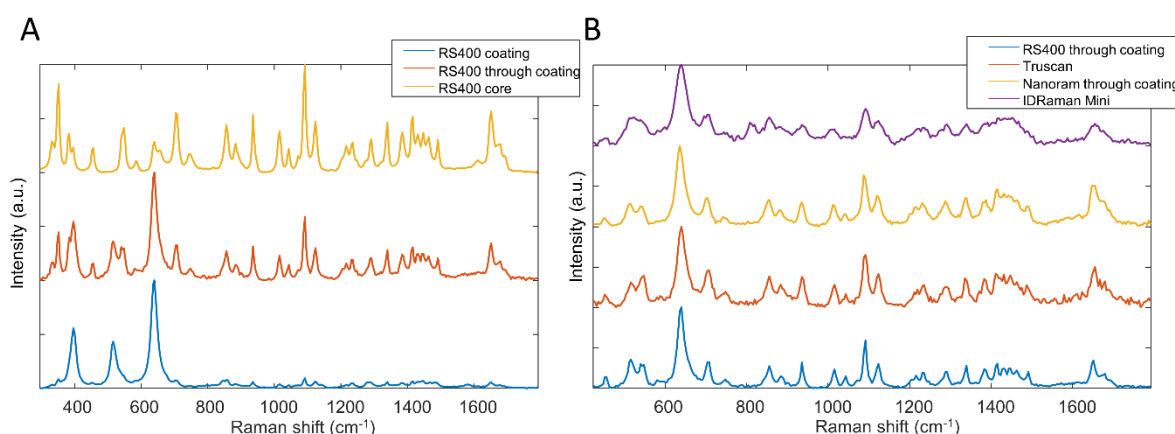 A
RS400 coating
RS400 through coating
RS400 core
Intensity (a.u.)
400 600 800 1000 1200 1400 1600
Raman shift (cm⁻¹)
B
RS400 through coating
Truscan
Nanoram through coating
IDRaman Mini
Intensity (a.u.)
600 800 1000 1200 1400 1600
Raman shift (cm⁻¹)